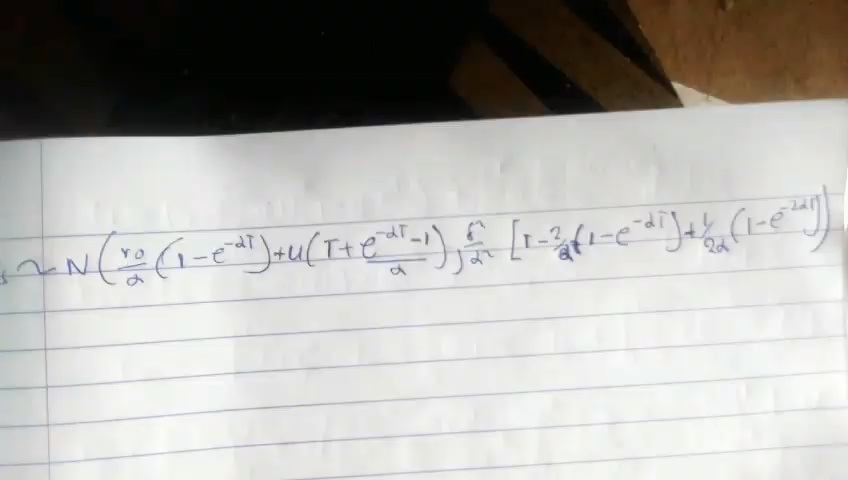 ~ N(r0/α (1-e^{-αT}) + u(T + (e^{-αT}-1)/α), σ²/α² [T - 2/α (1-e^{-αT}) + 1/2α (1-e^{-2αT}])